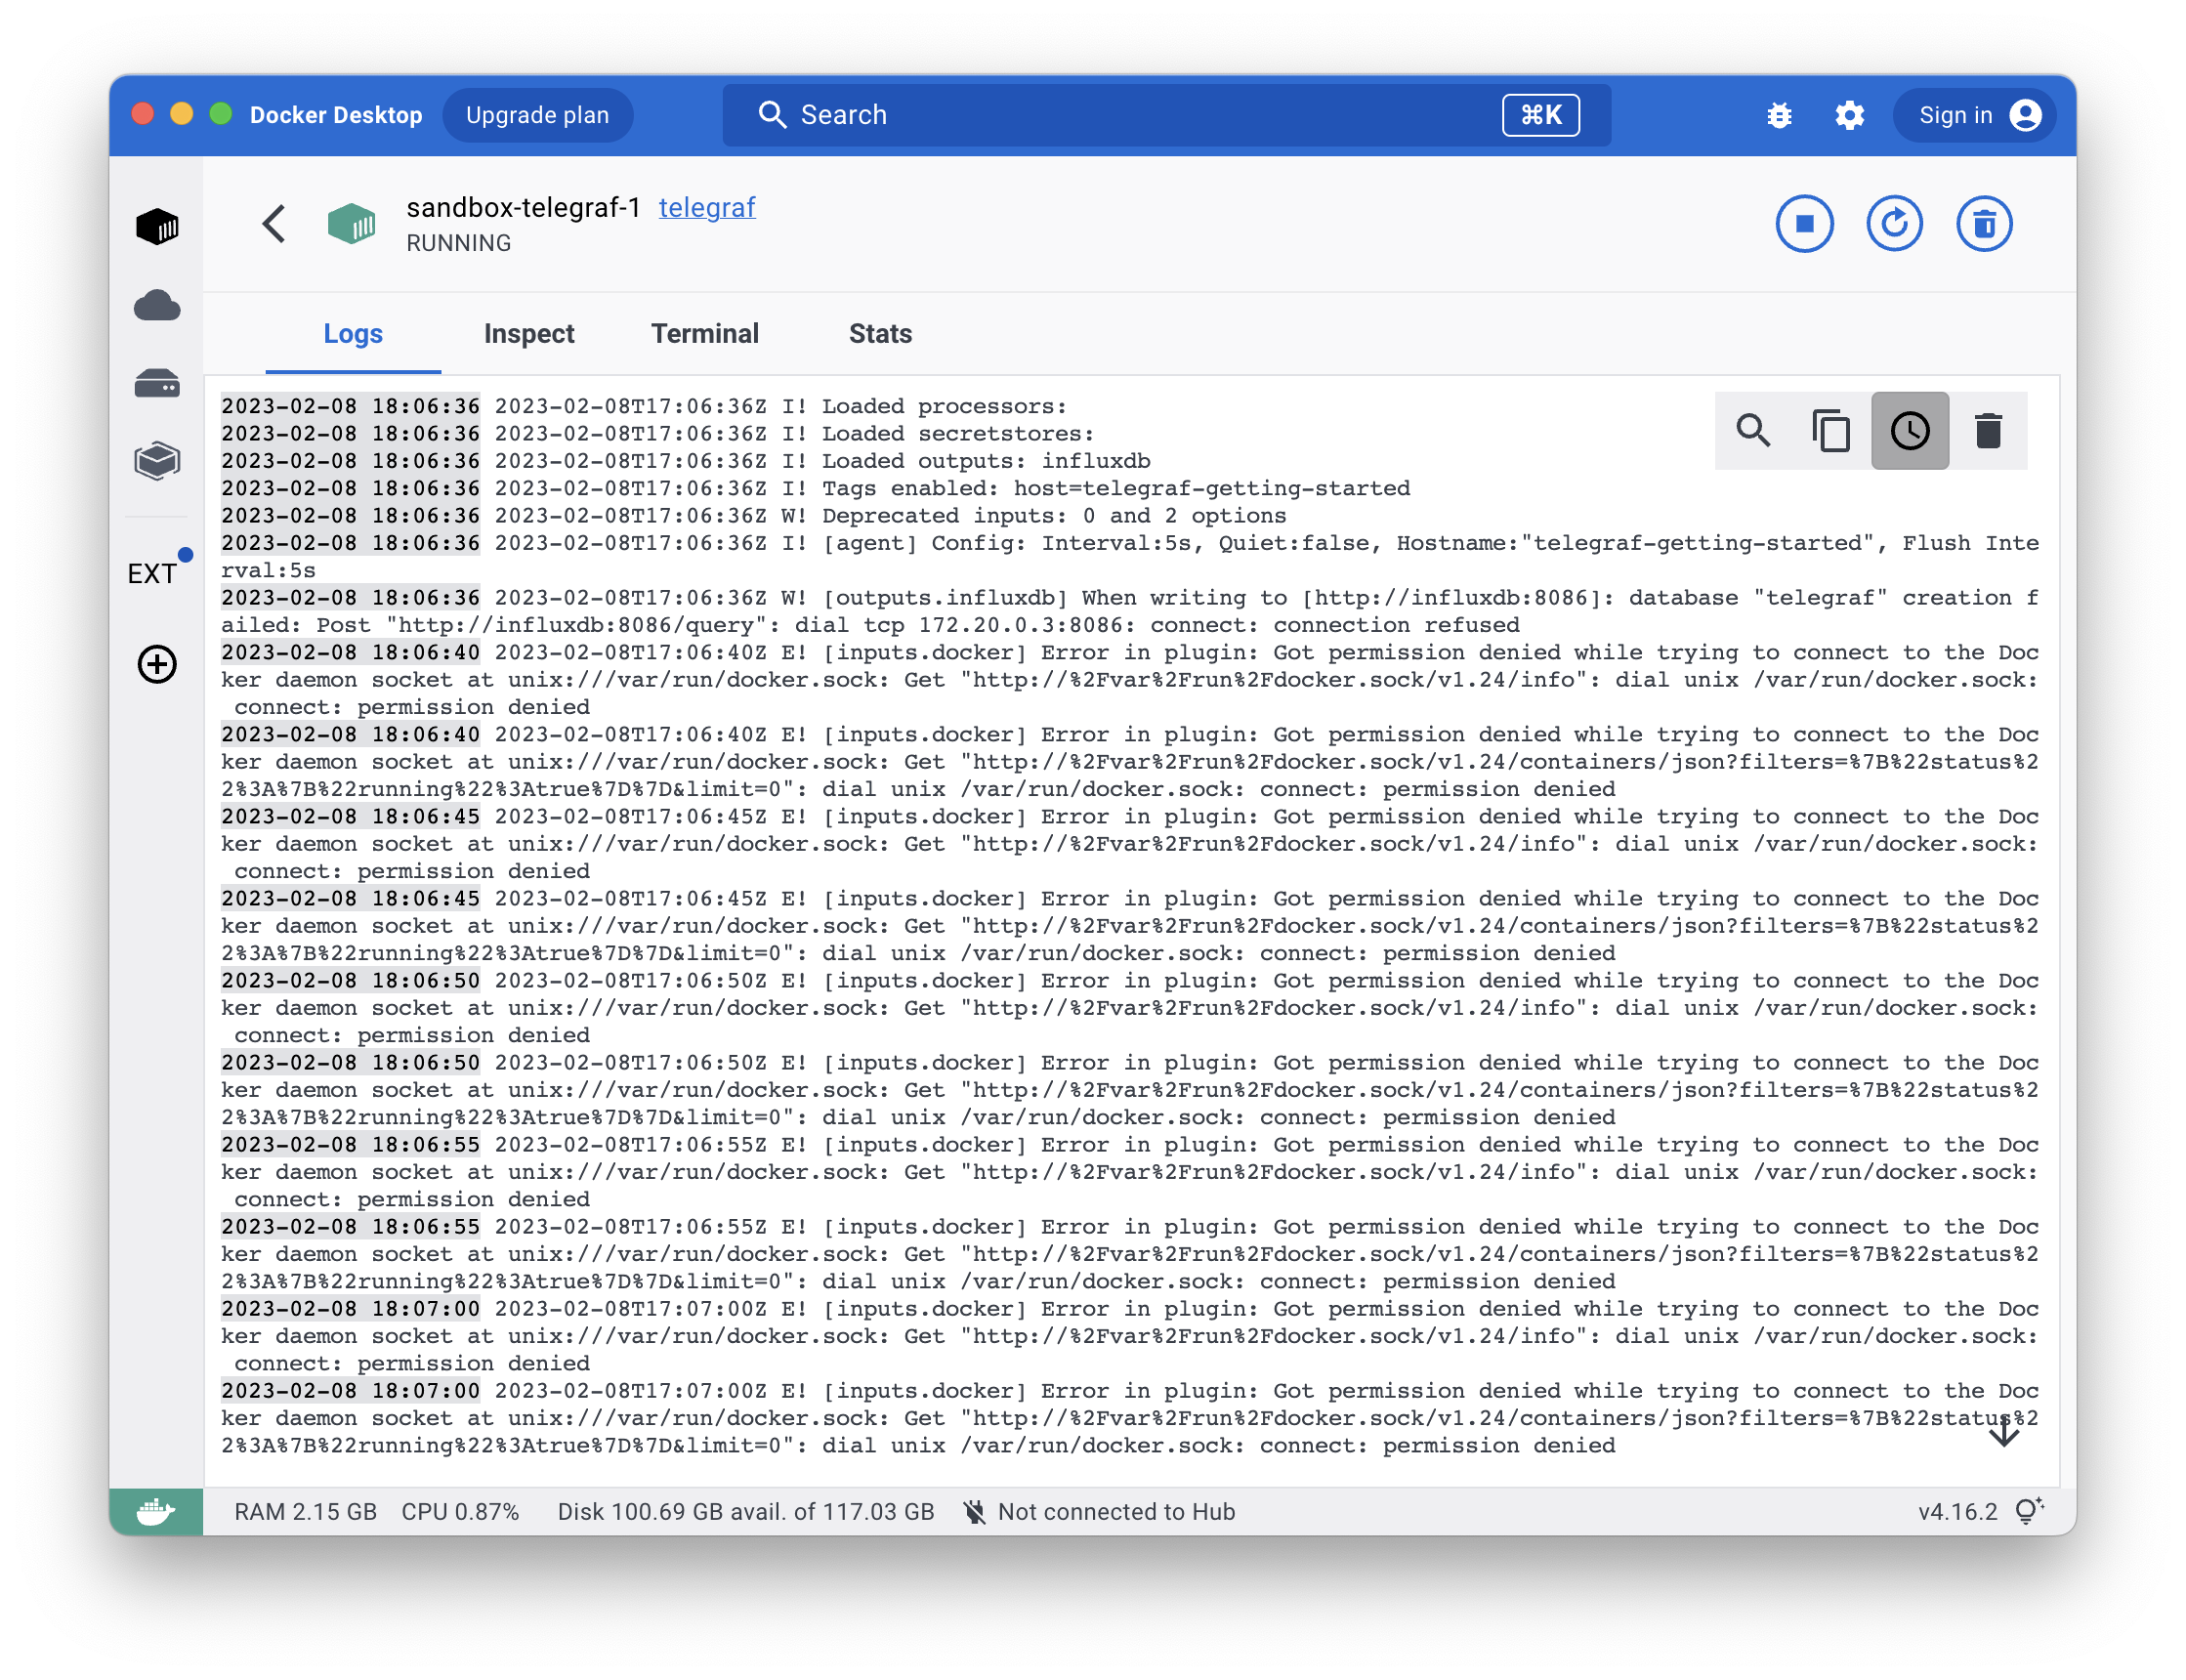 Docker Desktop Upgrade plan Search ⌘K Sign in
sandbox-telegraf-1 telegraf
RUNNING
Logs Inspect Terminal Stats
2023-02-08 18:06:36 2023-02-08T17:06:36Z I! Loaded processors:
2023-02-08 18:06:36 2023-02-08T17:06:36Z I! Loaded secretstores:
2023-02-08 18:06:36 2023-02-08T17:06:36Z I! Loaded outputs: influxdb
2023-02-08 18:06:36 2023-02-08T17:06:36Z I! Tags enabled: host=telegraf-getting-started
2023-02-08 18:06:36 2023-02-08T17:06:36Z W! Deprecated inputs: 0 and 2 options
2023-02-08 18:06:36 2023-02-08T17:06:36Z I! [agent] Config: Interval:5s, Quiet:false, Hostname:"telegraf-getting-started", Flush Inte
rval:5s
EXT
2023-02-08 18:06:36 2023-02-08T17:06:36Z W! [outputs.influxdb] When writing to [http://influxdb:8086]: database "telegraf" creation f
ailed: Post "http://influxdb:8086/query": dial tcp 172.20.0.3:8086: connect: connection refused
2023-02-08 18:06:40 2023-02-08T17:06:40Z E! [inputs.docker] Error in plugin: Got permission denied while trying to connect to the Doc
ker daemon socket at unix:///var/run/docker.sock: Get "http://%2Fvar%2Frun%2Fdocker.sock/v1.24/info": dial unix /var/run/docker.sock:
connect: permission denied
2023-02-08 18:06:40 2023-02-08T17:06:40Z E! [inputs.docker] Error in plugin: Got permission denied while trying to connect to the Doc
ker daemon socket at unix:///var/run/docker.sock: Get "http://%2Fvar%2Frun%2Fdocker.sock/v1.24/containers/json?filters=%7B%22status%2
2%3A%7B%22running%22%3Atrue%7D%7D&limit=0": dial unix /var/run/docker.sock: connect: permission denied
2023-02-08 18:06:45 2023-02-08T17:06:45Z E! [inputs.docker] Error in plugin: Got permission denied while trying to connect to the Doc
ker daemon socket at unix:///var/run/docker.sock: Get "http://%2Fvar%2Frun%2Fdocker.sock/v1.24/info": dial unix /var/run/docker.sock:
connect: permission denied
2023-02-08 18:06:45 2023-02-08T17:06:45Z E! [inputs.docker] Error in plugin: Got permission denied while trying to connect to the Doc
ker daemon socket at unix:///var/run/docker.sock: Get "http://%2Fvar%2Frun%2Fdocker.sock/v1.24/containers/json?filters=%7B%22status%2
2%3A%7B%22running%22%3Atrue%7D%7D&limit=0": dial unix /var/run/docker.sock: connect: permission denied
2023-02-08 18:06:50 2023-02-08T17:06:50Z E! [inputs.docker] Error in plugin: Got permission denied while trying to connect to the Doc
ker daemon socket at unix:///var/run/docker.sock: Get "http://%2Fvar%2Frun%2Fdocker.sock/v1.24/info": dial unix /var/run/docker.sock:
connect: permission denied
2023-02-08 18:06:50 2023-02-08T17:06:50Z E! [inputs.docker] Error in plugin: Got permission denied while trying to connect to the Doc
ker daemon socket at unix:///var/run/docker.sock: Get "http://%2Fvar%2Frun%2Fdocker.sock/v1.24/containers/json?filters=%7B%22status%2
2%3A%7B%22running%22%3Atrue%7D%7D&limit=0": dial unix /var/run/docker.sock: connect: permission denied
2023-02-08 18:06:55 2023-02-08T17:06:55Z E! [inputs.docker] Error in plugin: Got permission denied while trying to connect to the Doc
ker daemon socket at unix:///var/run/docker.sock: Get "http://%2Fvar%2Frun%2Fdocker.sock/v1.24/info": dial unix /var/run/docker.sock:
connect: permission denied
2023-02-08 18:06:55 2023-02-08T17:06:55Z E! [inputs.docker] Error in plugin: Got permission denied while trying to connect to the Doc
ker daemon socket at unix:///var/run/docker.sock: Get "http://%2Fvar%2Frun%2Fdocker.sock/v1.24/containers/json?filters=%7B%22status%2
2%3A%7B%22running%22%3Atrue%7D%7D&limit=0": dial unix /var/run/docker.sock: connect: permission denied
2023-02-08 18:07:00 2023-02-08T17:07:00Z E! [inputs.docker] Error in plugin: Got permission denied while trying to connect to the Doc
ker daemon socket at unix:///var/run/docker.sock: Get "http://%2Fvar%2Frun%2Fdocker.sock/v1.24/info": dial unix /var/run/docker.sock:
connect: permission denied
2023-02-08 18:07:00 2023-02-08T17:07:00Z E! [inputs.docker] Error in plugin: Got permission denied while trying to connect to the Doc
ker daemon socket at unix:///var/run/docker.sock: Get "http://%2Fvar%2Frun%2Fdocker.sock/v1.24/containers/json?filters=%7B%22status%2
2%3A%7B%22running%22%3Atrue%7D%7D&limit=0": dial unix /var/run/docker.sock: connect: permission denied
RAM 2.15 GB CPU 0.87% Disk 100.69 GB avail. of 117.03 GB Not connected to Hub v4.16.2